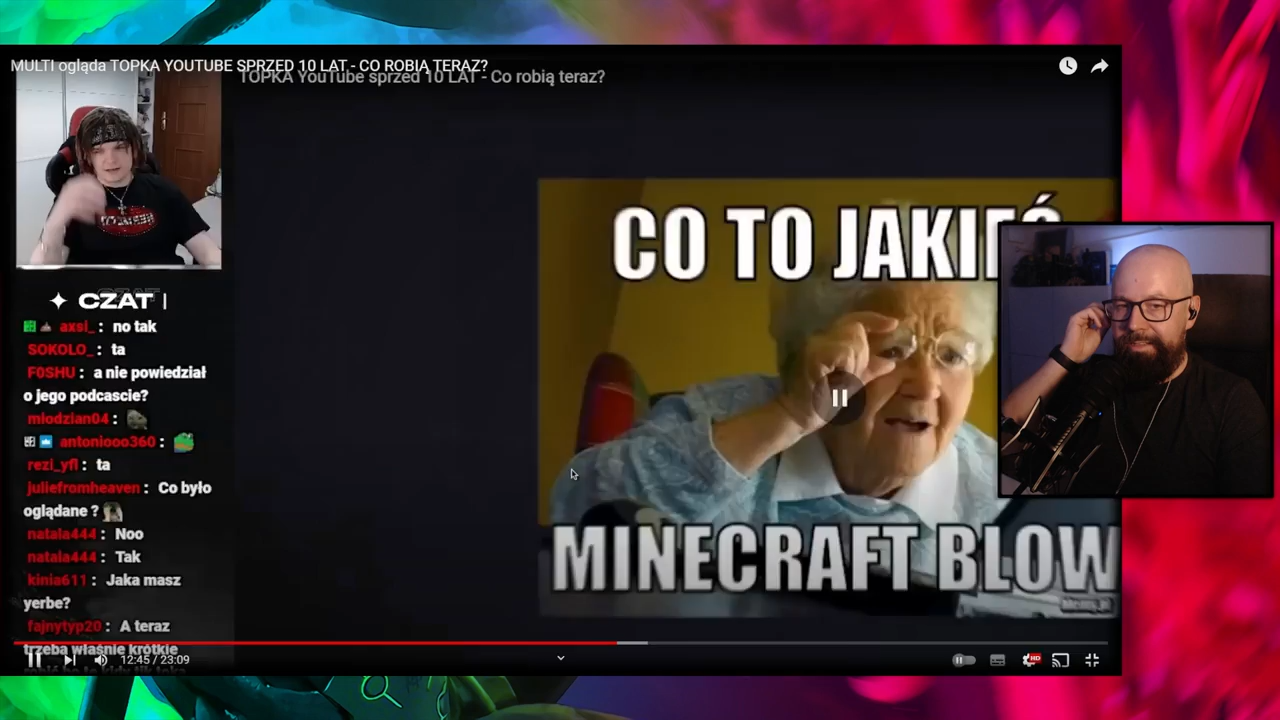 MULTI ogląda TOPKA YOUTUBE SPRZED 10 LAT - CO ROBIĄ TERAZ?
TOPKA YouTube sprzed 10 LAT - Co robią teraz?
CO TO JAKIEŚ
MINECRAFT BLOW
CZAT
axsi_: no tak
SOKOLO_: ta
F0SHU: a nie powiedział
o jego podcascie?
młodzian04:
antoniooo360:
rezi_yfl: ta
juliefromheaven: Co było
oglądane ?
natala444: Noo
natala444: Tak
kinia611: Jaka masz
yerbe?
fajnytyp20: A teraz
trzeba właśnie krótkie
12:45 / 23:09
HD